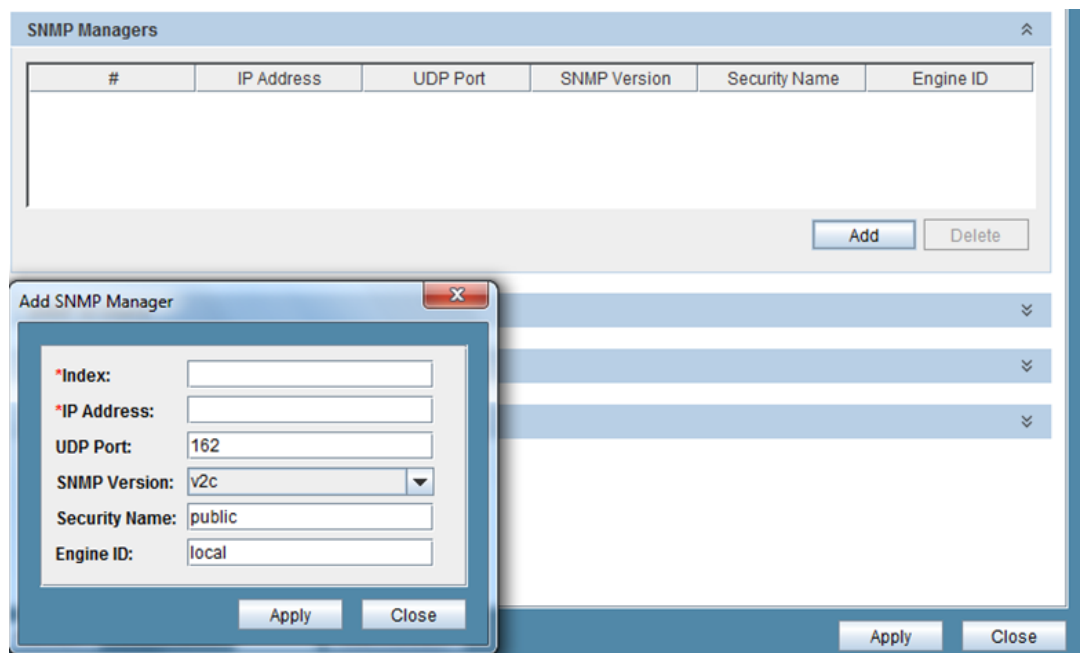 SNMP Managers
# IP Address UDP Port SNMP Version Security Name Engine ID
Add Delete
Add SNMP Manager
*Index:
*IP Address:
UDP Port: 162
SNMP Version: v2c
Security Name: public
Engine ID: local
Apply Close
Apply Close